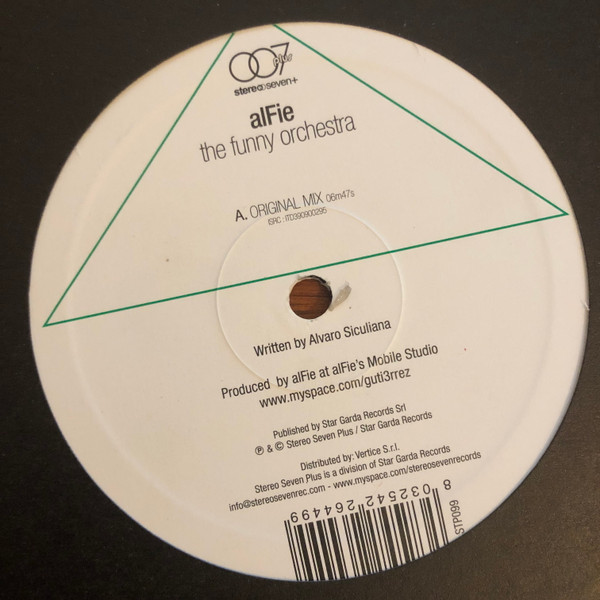 007
plus
stereoseven+
alFie
the funny orchestra
A. ORIGINAL MIX 06m47s
ISRC : ITD390900295
Written by Alvaro Siculiana
Produced by alFie at alFie's Mobile Studio
www.myspace.com/guti3rrez
Published by Star Garda Records Srl
℗ & © Stereo Seven Plus / Star Garda Records
Distributed by: Vertice S.r.l.
Stereo Seven Plus is a division of Star Garda Records
info@stereosevenrec.com - www.myspace.com/stereosevenrecords
8 032542 264499
STP099